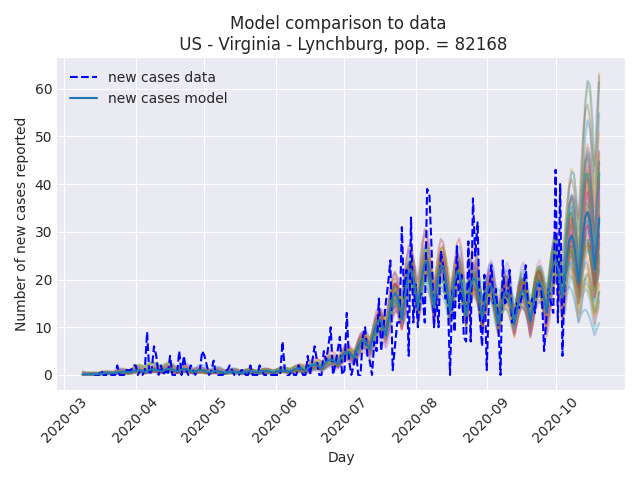 Model comparison to data
US - Virginia - Lynchburg, pop. = 82168
new cases data
new cases model
Number of new cases reported
60
50
40
30
20
10
0
2020-03
2020-04
2020-05
2020-06
2020-07
2020-08
2020-09
2020-10
Day